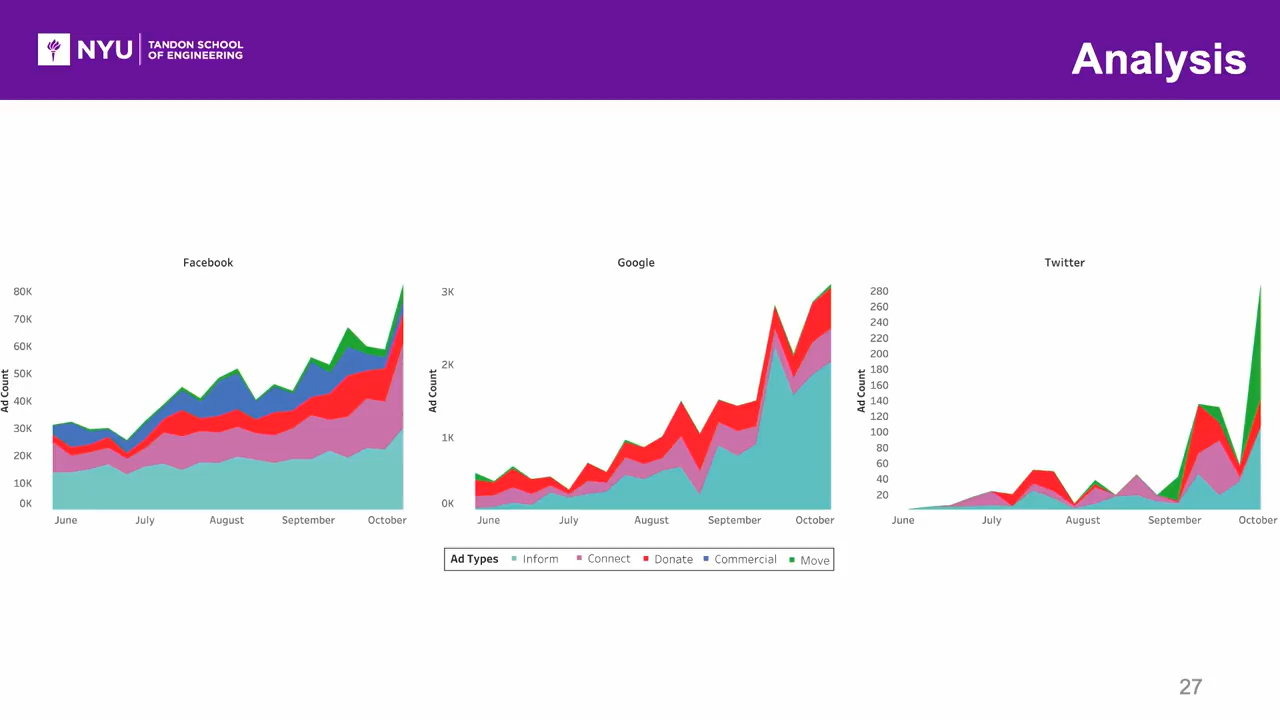 NYU
TANDON SCHOOL
OF ENGINEERING
Analysis
Facebook
80K
70K
60K
50K
40K
30K
20K
10K
0K
Ad Count
June July August September October
Google
3K
2K
1K
0K
Ad Count
June July August September October
Twitter
280
260
240
220
200
180
160
140
120
100
80
60
40
20
Ad Count
June July August September October
Ad Types Inform Connect Donate Commercial Move
27